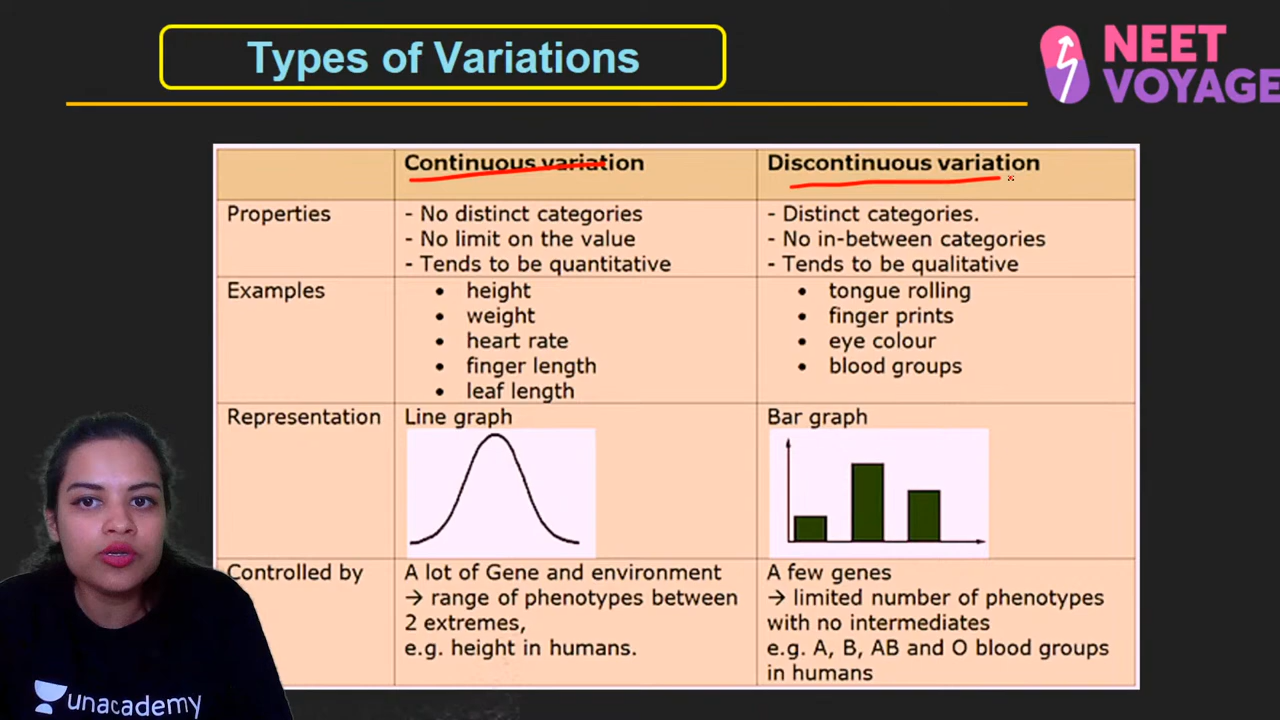 Types of Variations
NEET
VOYAGE
Continuous variation
Discontinuous variation
Properties
- No distinct categories
- No limit on the value
- Tends to be quantitative
- Distinct categories.
- No in-between categories
- Tends to be qualitative
Examples
• height
• weight
• heart rate
• finger length
• leaf length
• tongue rolling
• finger prints
• eye colour
• blood groups
Representation
Line graph
Bar graph
Controlled by
A lot of Gene and environment
→ range of phenotypes between
2 extremes,
e.g. height in humans.
A few genes
→ limited number of phenotypes
with no intermediates
e.g. A, B, AB and O blood groups
in humans
unacademy